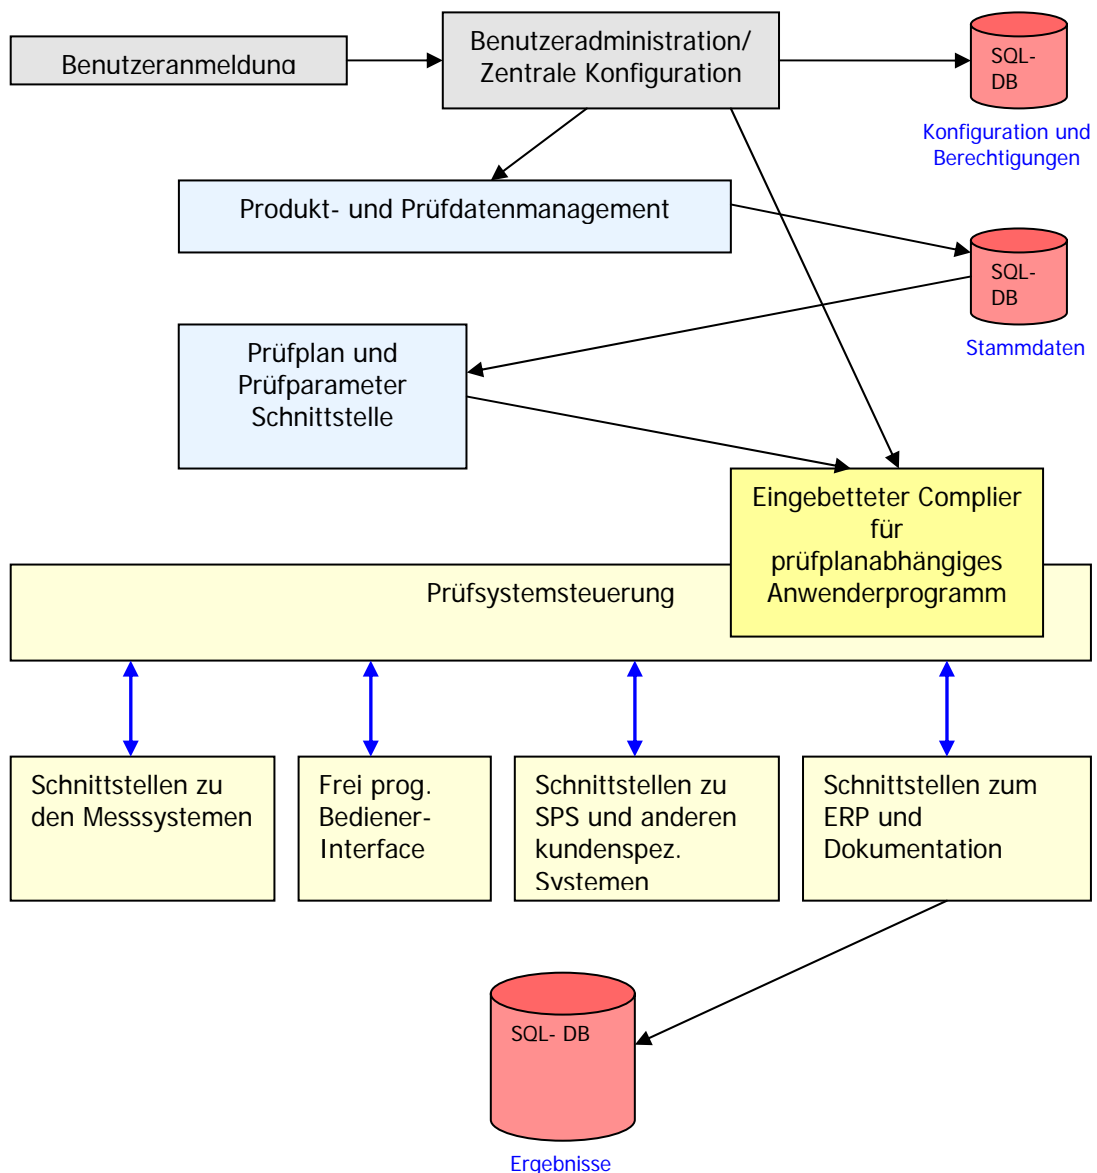 Benutzeranmeldung
Benutzeradministration/
Zentrale Konfiguration
SQL-
DB
Konfiguration und
Berechtigungen
Produkt- und Prüfdatenmanagement
SQL-
DB
Stammdaten
Prüfplan und
Prüfparameter
Schnittstelle
Eingebetteter Complier
für
prüfplanabhängiges
Anwenderprogramm
Prüfsystemsteuerung
Schnittstellen zu
den Messsystemen
Frei prog.
Bediener-
Interface
Schnittstellen zu
SPS und anderen
kundenspez.
Systemen
Schnittstellen zum
ERP und
Dokumentation
SQL- DB
Ergebnisse